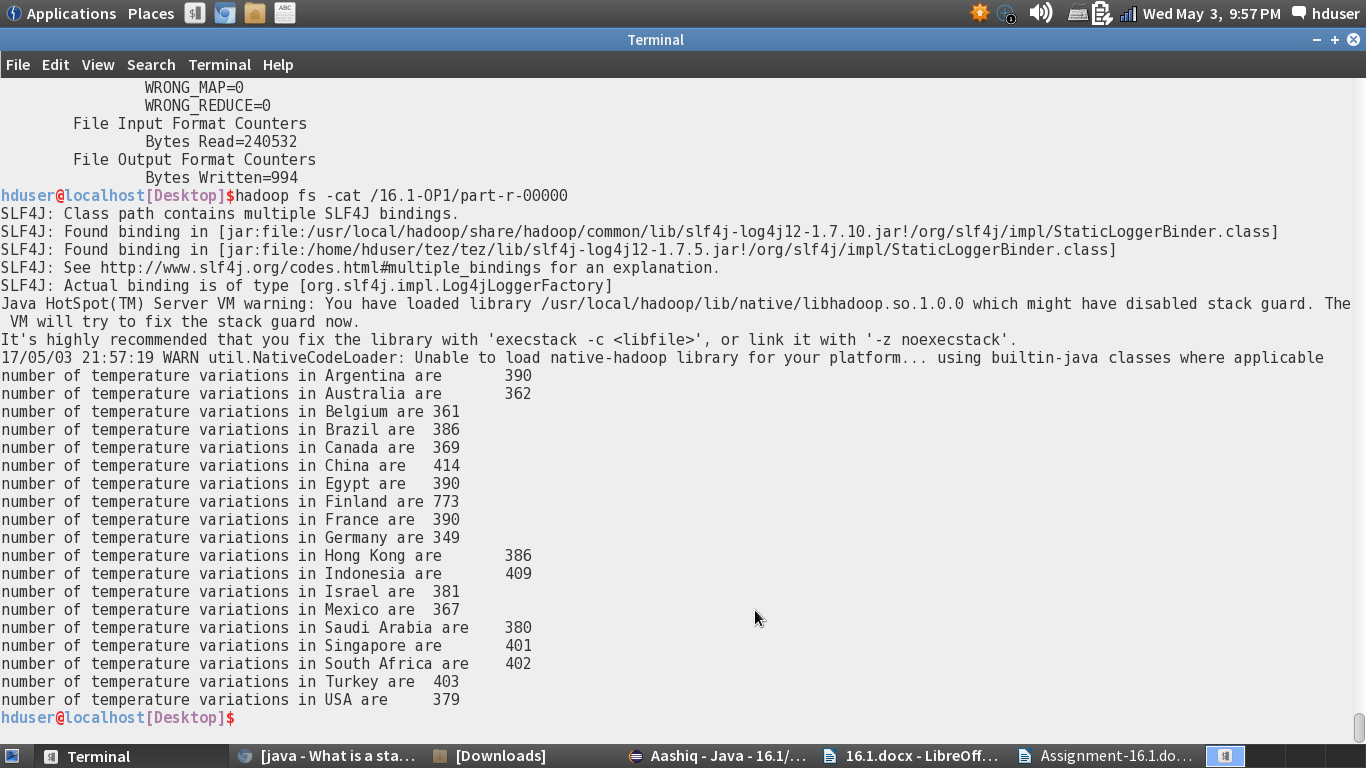 Applications Places ABC Wed May 3, 9:57 PM hduser
Terminal
File Edit View Search Terminal Help
WRONG_MAP=0
WRONG_REDUCE=0
File Input Format Counters
Bytes Read=240532
File Output Format Counters
Bytes Written=994
hduser@localhost[Desktop]$hadoop fs -cat /16.1-OP1/part-r-00000
SLF4J: Class path contains multiple SLF4J bindings.
SLF4J: Found binding in [jar:file:/usr/local/hadoop/share/hadoop/common/lib/slf4j-log4j12-1.7.10.jar!/org/slf4j/impl/StaticLoggerBinder.class]
SLF4J: Found binding in [jar:file:/home/hduser/tez/tez/lib/slf4j-log4j12-1.7.5.jar!/org/slf4j/impl/StaticLoggerBinder.class]
SLF4J: See http://www.slf4j.org/codes.html#multiple_bindings for an explanation.
SLF4J: Actual binding is of type [org.slf4j.impl.Log4jLoggerFactory]
Java HotSpot(TM) Server VM warning: You have loaded library /usr/local/hadoop/lib/native/libhadoop.so.1.0.0 which might have disabled stack guard. The
VM will try to fix the stack guard now.
It's highly recommended that you fix the library with 'execstack -c <libfile>', or link it with '-z noexecstack'.
17/05/03 21:57:19 WARN util.NativeCodeLoader: Unable to load native-hadoop library for your platform... using builtin-java classes where applicable
number of temperature variations in Argentina are 390
number of temperature variations in Australia are 362
number of temperature variations in Belgium are 361
number of temperature variations in Brazil are 386
number of temperature variations in Canada are 369
number of temperature variations in China are 414
number of temperature variations in Egypt are 390
number of temperature variations in Finland are 773
number of temperature variations in France are 390
number of temperature variations in Germany are 349
number of temperature variations in Hong Kong are 386
number of temperature variations in Indonesia are 409
number of temperature variations in Israel are 381
number of temperature variations in Mexico are 367
number of temperature variations in Saudi Arabia are 380
number of temperature variations in Singapore are 401
number of temperature variations in South Africa are 402
number of temperature variations in Turkey are 403
number of temperature variations in USA are 379
hduser@localhost[Desktop]$
Terminal [java - What is a sta... [Downloads] Aashiq - Java - 16.1/... 16.1.docx - LibreOff... Assignment-16.1.do...